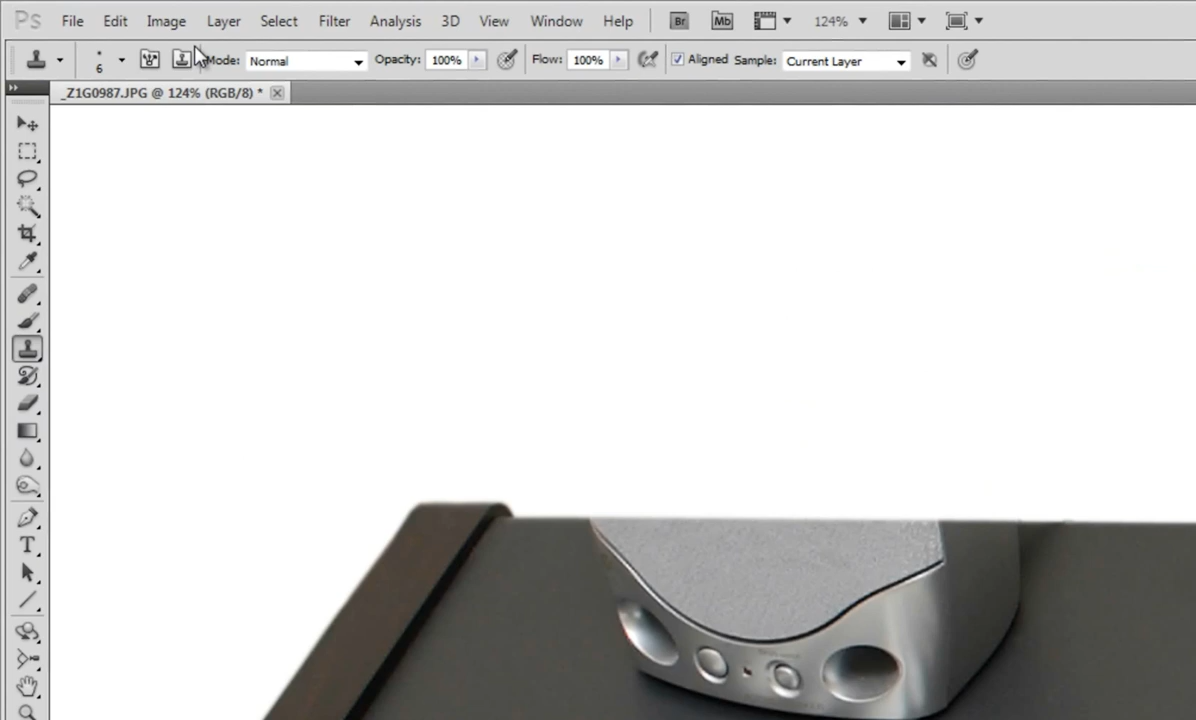 Ps File Edit Image Layer Select Filter Analysis 3D View Window Help Br Mb 124%
6 Mode: Normal Opacity: 100% Flow: 100% Aligned Sample: Current Layer
_Z1G0987.JPG @ 124% (RGB/8) *
T